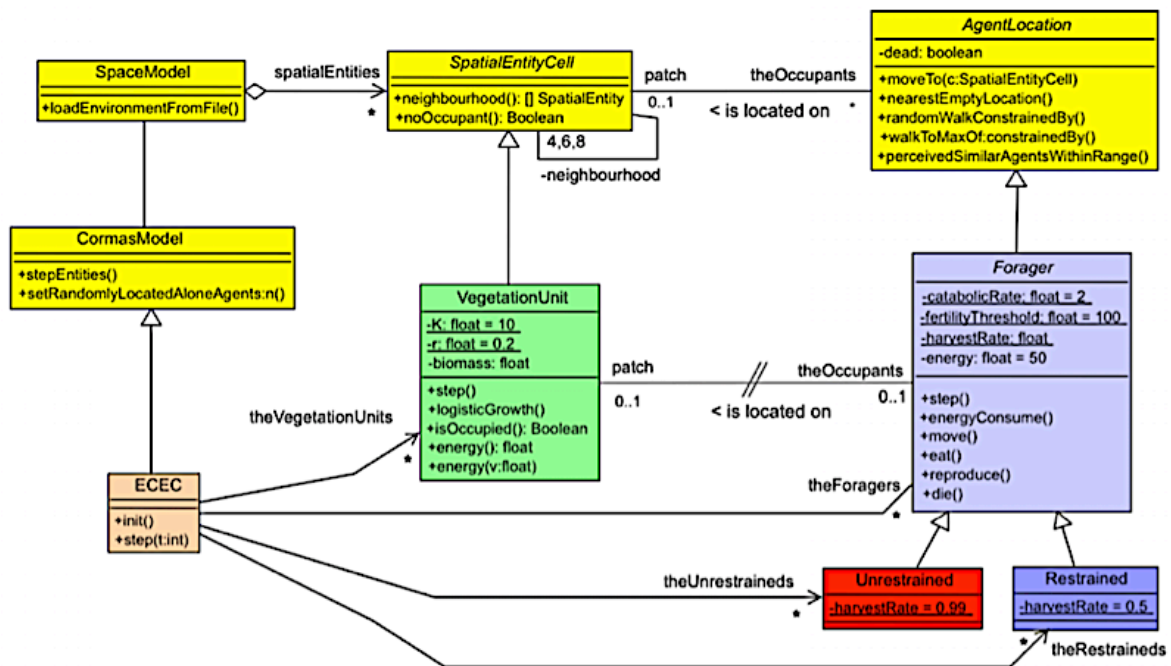 SpaceModel
+loadEnvironmentFromFile()
spatialEntities
*
SpatialEntityCell
+neighbourhood(): [] SpatialEntity
+noOccupant(): Boolean
4,6,8
-neighbourhood
patch
0..1
theOccupants
*
< is located on
AgentLocation
-dead: boolean
+moveTo(c:SpatialEntityCell)
+nearestEmptyLocation()
+randomWalkConstrainedBy()
+walkToMaxOf:constrainedBy()
+perceivedSimilarAgentsWithinRange()
CormasModel
+stepEntities()
+setRandomlyLocatedAloneAgents:n()
VegetationUnit
-K: float = 10
-r: float = 0.2
-biomass: float
+step()
+logisticGrowth()
+isOccupied(): Boolean
+energy(): float
+energy(v:float)
patch
0..1
theOccupants
0..1
< is located on
Forager
-catabolicRate: float = 2
-fertilityThreshold: float = 100
-harvestRate: float
-energy: float = 50
+step()
+energyConsume()
+move()
+eat()
+reproduce()
+die()
theVegetationUnits
*
ECEC
+init()
+step(t:int)
theForagers
*
theUnrestraineds
*
Unrestrained
-harvestRate = 0.99
Restrained
-harvestRate = 0.5
*
theRestraineds